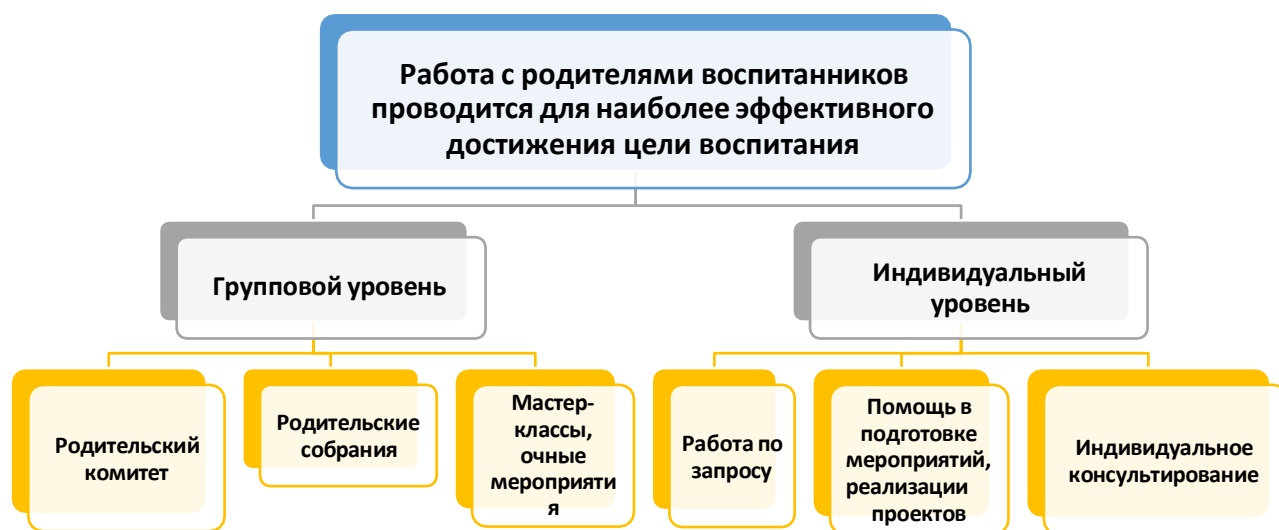 Работа с родителями воспитанников
проводится для наиболее эффективного
достижения цели воспитания
Групповой уровень
Индивидуальный
уровень
Родительский
комитет
Родительские
собрания
Мастер-
классы,
очные
мероприяти
я
Работа по
запросу
Помощь в
подготовке
мероприятий,
реализации
проектов
Индивидуальное
консультирование